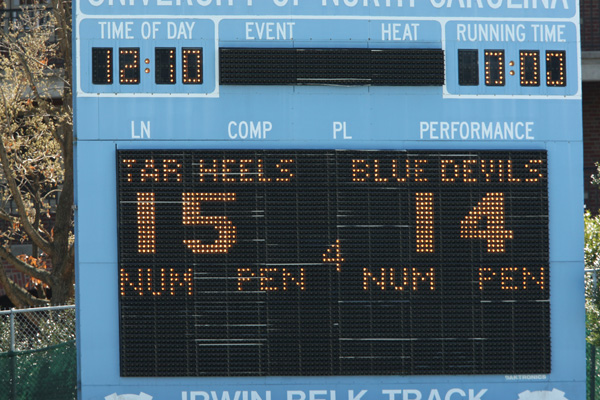 UNIVERSITY OF NORTH CAROLINA
TIME OF DAY EVENT HEAT RUNNING TIME
12:10 0:00
LN COMP PL PERFORMANCE
TAR HEELS BLUE DEVILS
15 14
4
NUM PEN NUM PEN
DAKTRONICS
IRWIN BELK TRACK